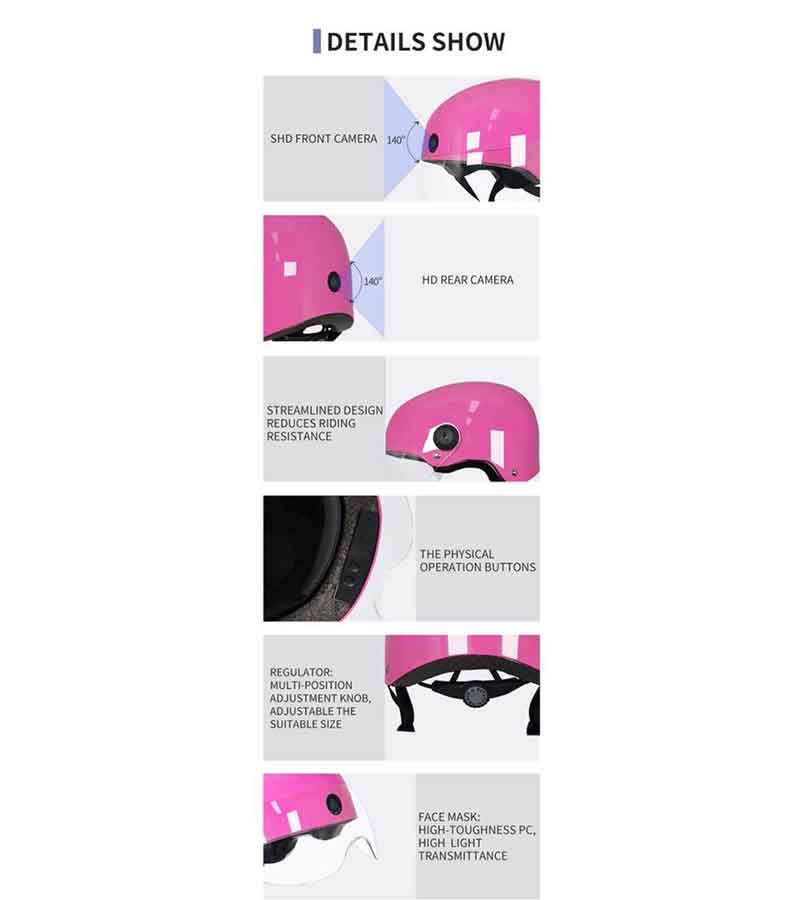 DETAILS SHOW
SHD FRONT CAMERA
140°
140°
HD REAR CAMERA
STREAMLINED DESIGN
REDUCES RIDING
RESISTANCE
THE PHYSICAL
OPERATION BUTTONS
REGULATOR:
MULTI-POSITION
ADJUSTMENT KNOB,
ADJUSTABLE THE
SUITABLE SIZE
FACE MASK:
HIGH-TOUGHNESS PC,
HIGH LIGHT
TRANSMITTANCE